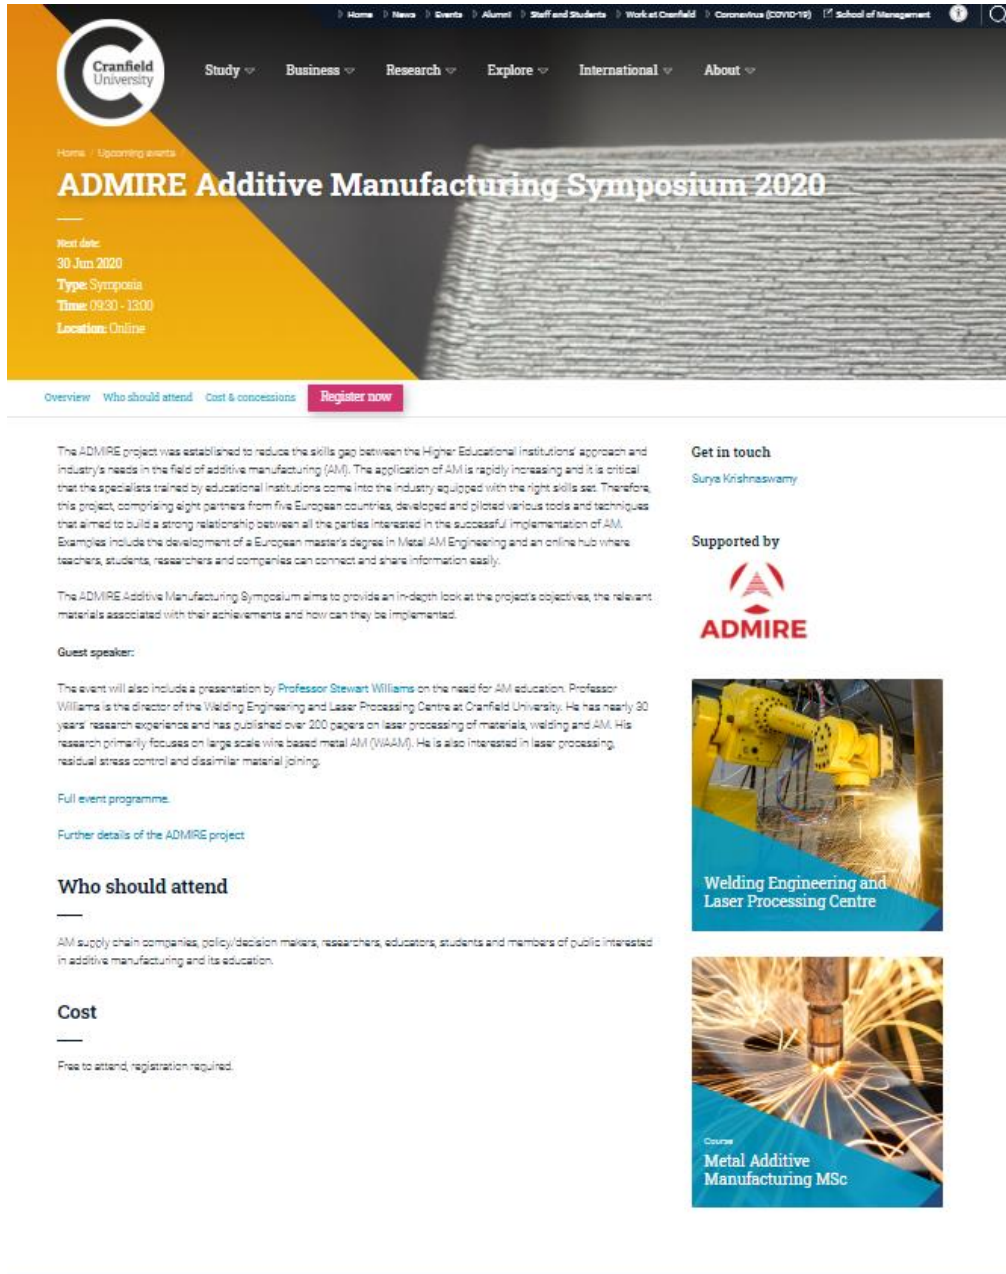 Home News Events Alumni Staff and Students Work at Cranfield Coronavirus (COVID-19) School of Management
Cranfield
University
Study Business Research Explore International About
Home / Upcoming events
ADMIRE Additive Manufacturing Symposium 2020
Next date:
30 Jun 2020
Type: Symposia
Time: 09:30 - 13:00
Location: Online
Overview Who should attend Cost & concessions Register now
The ADMIRE project was established to reduce the skills gap between the Higher Educational institutions' approach and
industry's needs in the field of additive manufacturing (AM). The application of AM is rapidly increasing and it is critical
that the specialists trained by educational institutions come into the industry equipped with the right skills set. Therefore,
this project, comprising eight partners from five European countries, developed and piloted various tools and techniques
that aimed to build a strong relationship between all the parties interested in the successful implementation of AM.
Examples include the development of a European master's degree in Metal AM Engineering and an online hub where
teachers, students, researchers and companies can connect and share information easily.
The ADMIRE Additive Manufacturing Symposium aims to provide an in-depth look at the project's objectives, the relevant
materials associated with their achievements and how can they be implemented.
Guest speaker:
The event will also include a presentation by Professor Stewart Williams on the need for AM education. Professor
Williams is the director of the Welding Engineering and Laser Processing Centre at Cranfield University. He has nearly 30
years' research experience and has published over 200 papers on laser processing of materials, welding and AM. His
research primarily focuses on large scale wire based metal AM (WAAM). He is also interested in laser processing,
residual stress control and dissimilar material joining.
Full event programme.
Further details of the ADMIRE project
Who should attend
AM supply chain companies, policy/decision makers, researchers, educators, students and members of public interested
in additive manufacturing and its education.
Cost
Free to attend, registration required.
Get in touch
Surya Krishnaswamy
Supported by
ADMIRE
Welding Engineering and
Laser Processing Centre
Course
Metal Additive
Manufacturing MSc